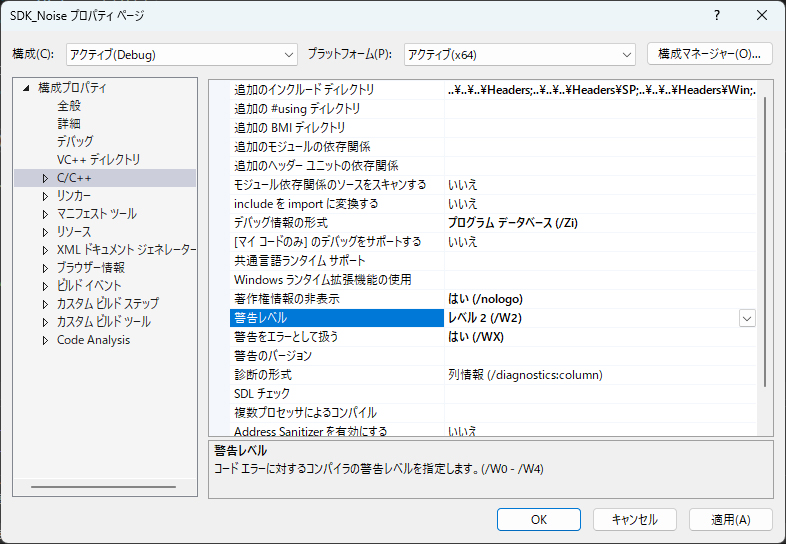 SDK_Noise プロパティ ページ
構成(C): アクティブ(Debug) プラットフォーム(P): アクティブ(x64) 構成マネージャー(O)...
構成プロパティ
全般
詳細
デバッグ
VC++ ディレクトリ
C/C++
リンカー
マニフェスト ツール
リソース
XML ドキュメント ジェネレーター
ブラウザー情報
ビルド イベント
カスタム ビルド ステップ
カスタム ビルド ツール
Code Analysis
追加のインクルード ディレクトリ ..¥..¥..¥Headers;..¥..¥..¥Headers¥SP;..¥..¥..¥Headers¥Win;.
追加の #using ディレクトリ
追加の BMI ディレクトリ
追加のモジュールの依存関係
追加のヘッダー ユニットの依存関係
モジュール依存関係のソースをスキャンする いいえ
include を import に変換する いいえ
デバッグ情報の形式 プログラム データベース (/Zi)
[マイ コードのみ] のデバッグをサポートする いいえ
共通言語ランタイム サポート
Windows ランタイム拡張機能の使用
著作権情報の非表示 はい (/nologo)
警告レベル レベル 2 (/W2)
警告をエラーとして扱う はい (/WX)
警告のバージョン
診断の形式 列情報 (/diagnostics:column)
SDL チェック
複数プロセッサによるコンパイル
Address Sanitizer を有効にする いいえ
警告レベル
コード エラーに対するコンパイラの警告レベルを指定します。(/W0 - /W4)
OK キャンセル 適用(A)